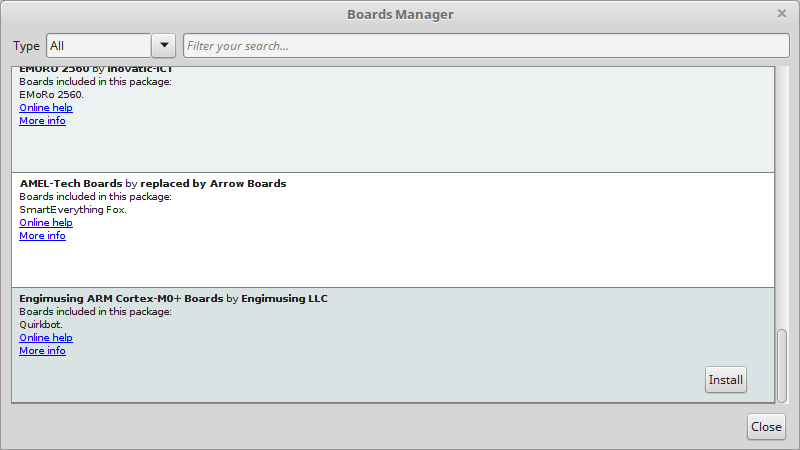 Boards Manager
Type All Filter your search...
EMORO 2560 by Inovatic-ICT
Boards included in this package:
EMoRo 2560.
Online help
More info
AMEL-Tech Boards by replaced by Arrow Boards
Boards included in this package:
SmartEverything Fox.
Online help
More info
Engimusing ARM Cortex-M0+ Boards by Engimusing LLC
Boards included in this package:
Quirkbot.
Online help
More info
Install
Close